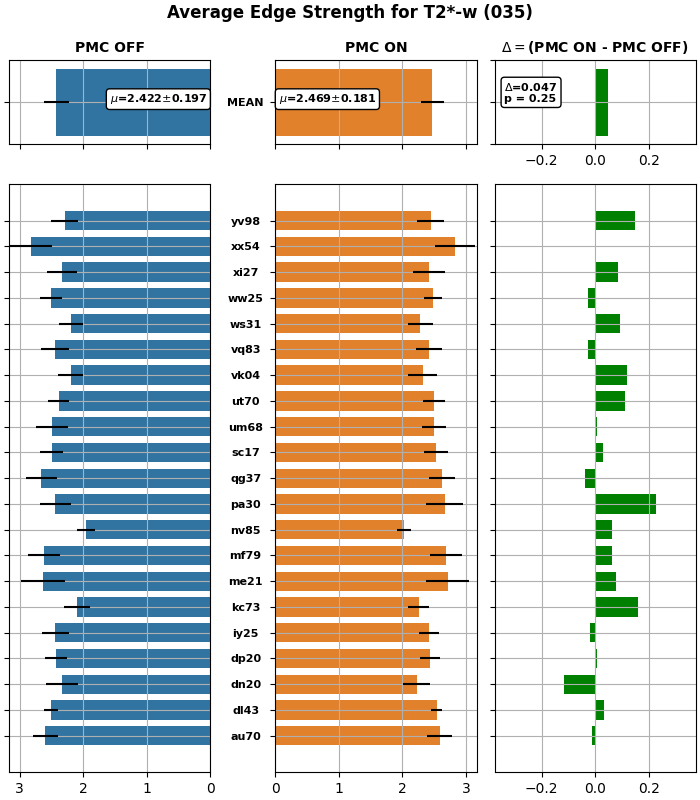 Average Edge Strength for T2*-w (035)
PMC OFF
PMC ON
Δ = (PMC ON - PMC OFF)
μ=2.422±0.197
MEAN
μ=2.469±0.181
Δ=0.047
p = 0.25
−0.2 0.0 0.2
yv98
xx54
xi27
ww25
ws31
vq83
vk04
ut70
um68
sc17
qg37
pa30
nv85
mf79
me21
kc73
iy25
dp20
dn20
dl43
au70
3 2 1 0
0 1 2 3
−0.2 0.0 0.2